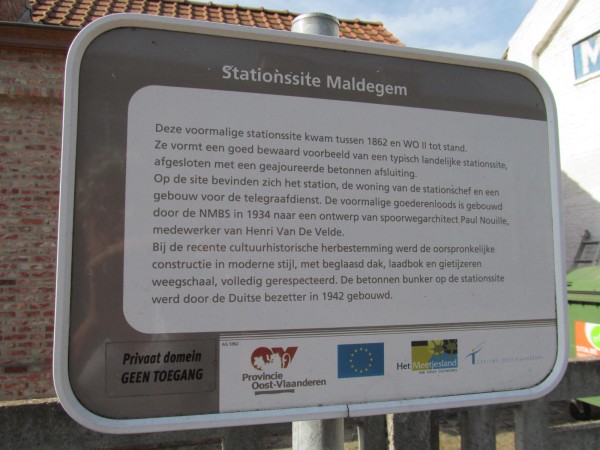 Stationssite Maldegem
Deze voormalige stationssite kwam tussen 1862 en WO II tot stand.
Ze vormt een goed bewaard voorbeeld van een typisch landelijke stationssite,
afgesloten met een geajoureerde betonnen afsluiting.
Op de site bevinden zich het station, de woning van de stationschef en een
gebouw voor de telegraafdienst. De voormalige goederenloods is gebouwd
door de NMBS in 1934 naar een ontwerp van spoorwegarchitect Paul Nouille,
medewerker van Henri Van De Velde.
Bij de recente cultuurhistorische herbestemming werd de oorspronkelijke
constructie in moderne stijl, met beglaasd dak, laadbok en gietijzeren
weegschaal, volledig gerespecteerd. De betonnen bunker op de stationssite
werd door de Duitse bezetter in 1942 gebouwd.
Privaat domein
GEEN TOEGANG
Provincie
Oost-Vlaanderen
Het Meetjesland
M